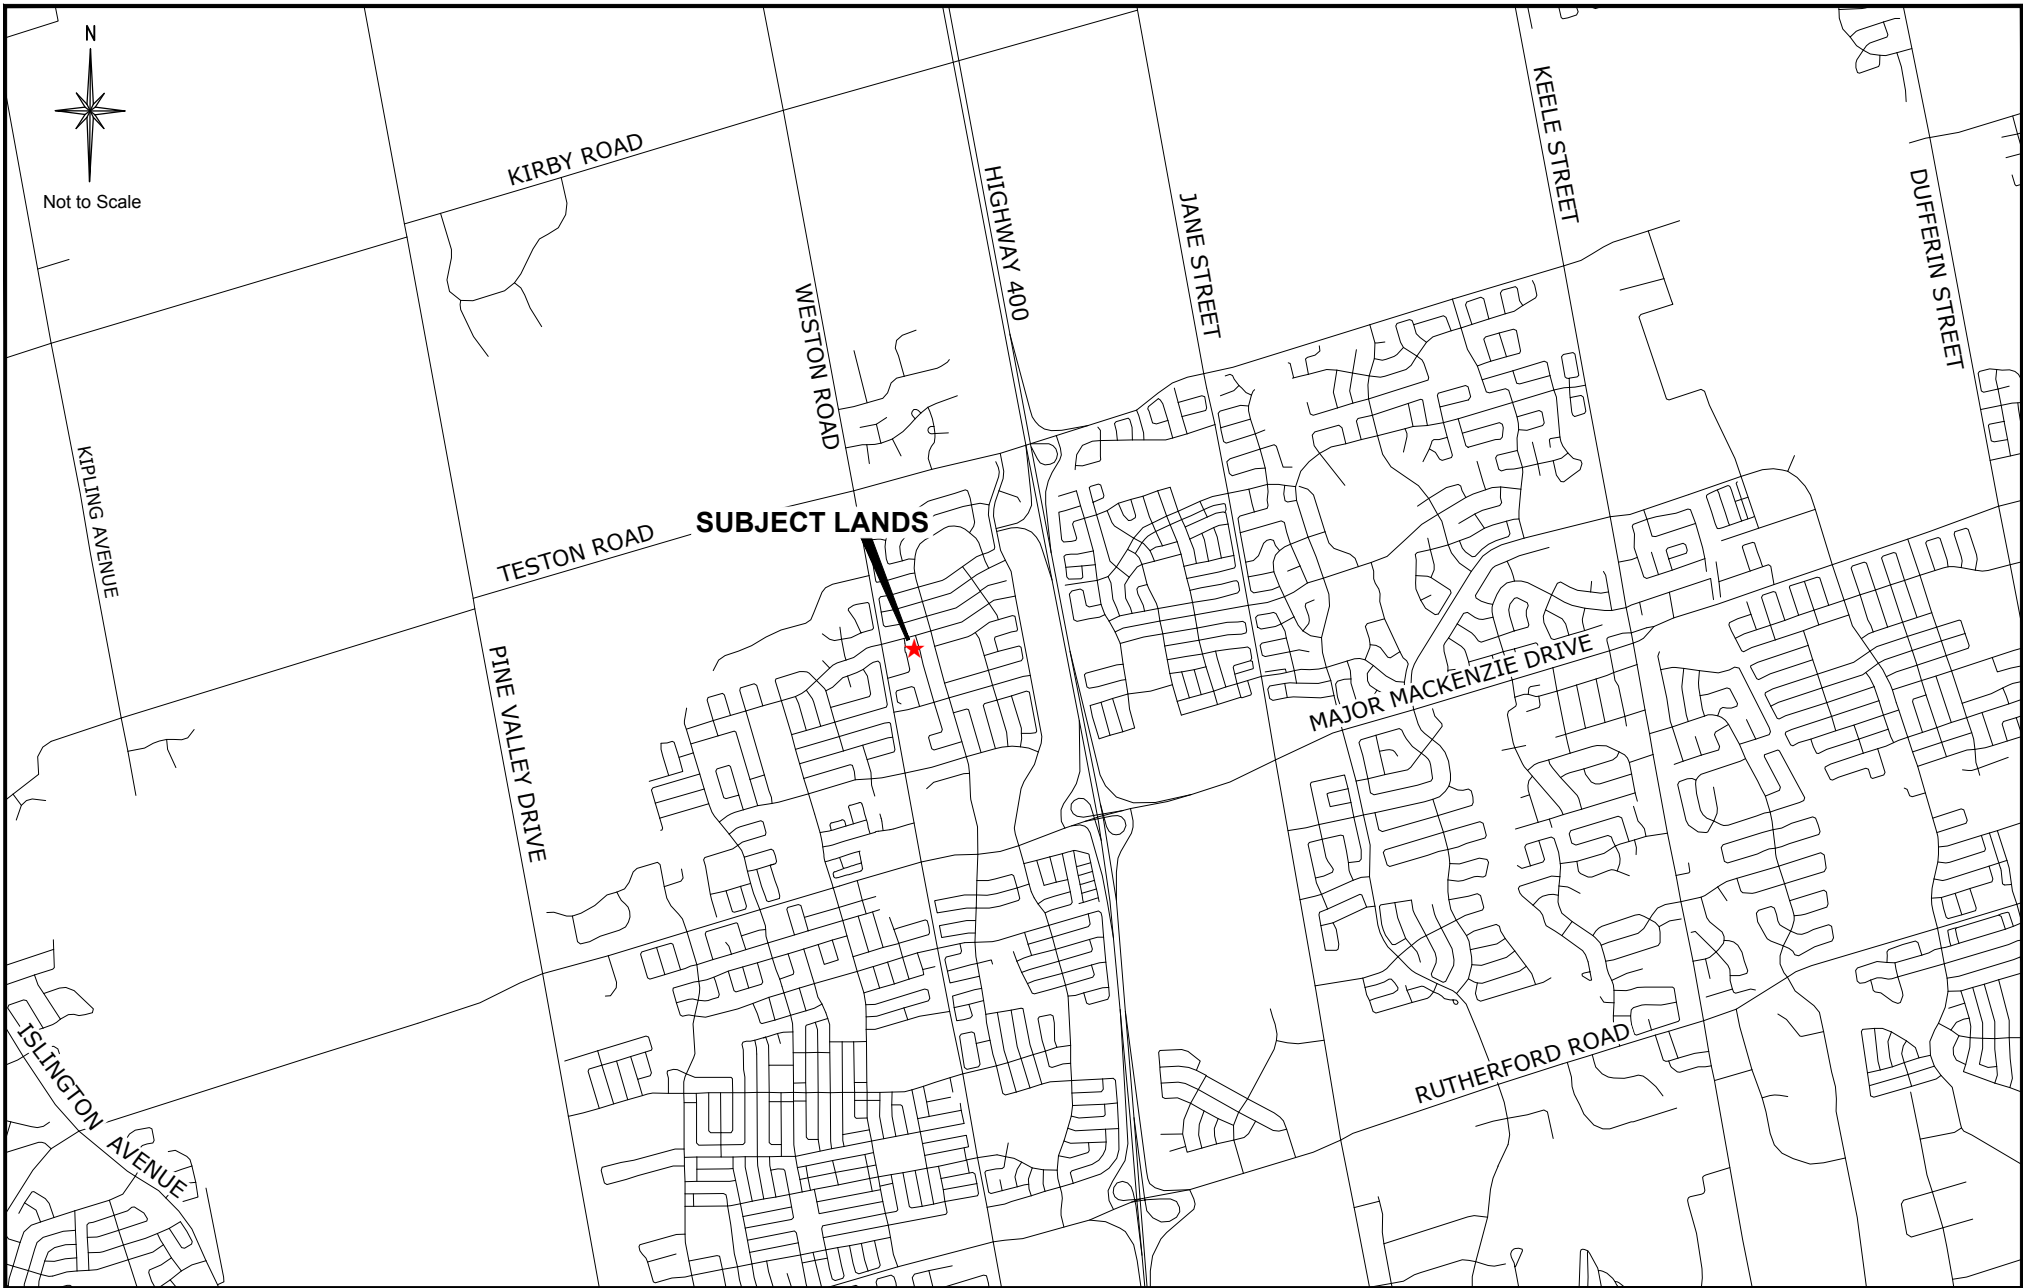 N
Not to Scale
KIRBY ROAD
KEELE STREET
HIGHWAY 400
DUFFERIN STREET
JANE STREET
WESTON ROAD
KIPLING AVENUE
SUBJECT LANDS
TESTON ROAD
PINE VALLEY DRIVE
MAJOR MACKENZIE DRIVE
ISLINGTON AVENUE
RUTHERFORD ROAD